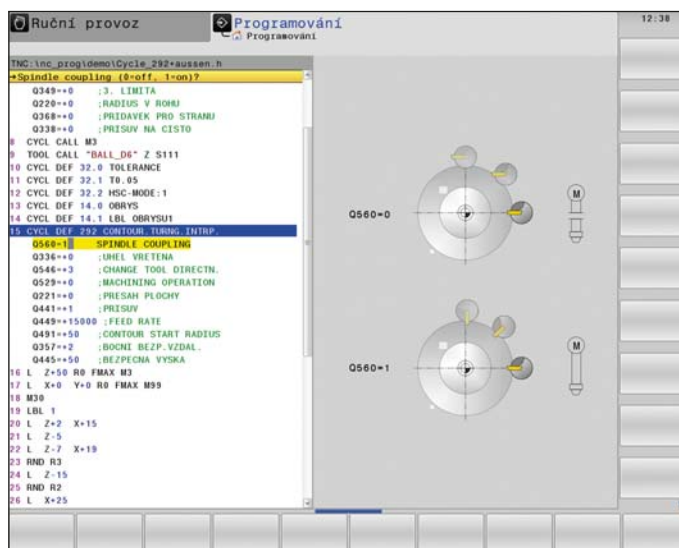 Ruční provoz
Programování
Programování
12:38
TNC:\nc_prog\demo\Cycle_292+aussen.h
→Spindle coupling (0=off, 1=on)?
Q349=+0 ;3. LIMITA
Q220=+0 ;RADIUS V ROHU
Q368=+0 ;PRIDAVEK PRO STRANU
Q338=+0 ;PRISUV NA CISTO
8 CYCL CALL M3
9 TOOL CALL "BALL_D6" Z S111
10 CYCL DEF 32.0 TOLERANCE
11 CYCL DEF 32.1 T0.05
12 CYCL DEF 32.2 HSC-MODE:1
13 CYCL DEF 14.0 OBRYS
14 CYCL DEF 14.1 LBL OBRYSU1
15 CYCL DEF 292 CONTOUR.TURNG.INTRP.
Q560=1 SPINDLE COUPLING
Q336=+0 ;UHEL VRETENA
Q546=+3 ;CHANGE TOOL DIRECTN.
Q529=+0 ;MACHINING OPERATION
Q221=+0 ;PRESAH PLOCHY
Q441=+1 ;PRISUV
Q449=+15000 ;FEED RATE
Q491=+50 ;CONTOUR START RADIUS
Q357=+2 ;BOCNI BEZP.VZDAL.
Q445=+50 ;BEZPECNA VYSKA
16 L Z+50 R0 FMAX M3
17 L X+0 Y+0 R0 FMAX M99
18 M30
19 LBL 1
20 L Z+2 X+15
21 L Z-5
22 L Z-7 X+19
23 RND R3
24 L Z-15
25 RND R2
26 L X+25
Q560=0
M
Q560=1
M